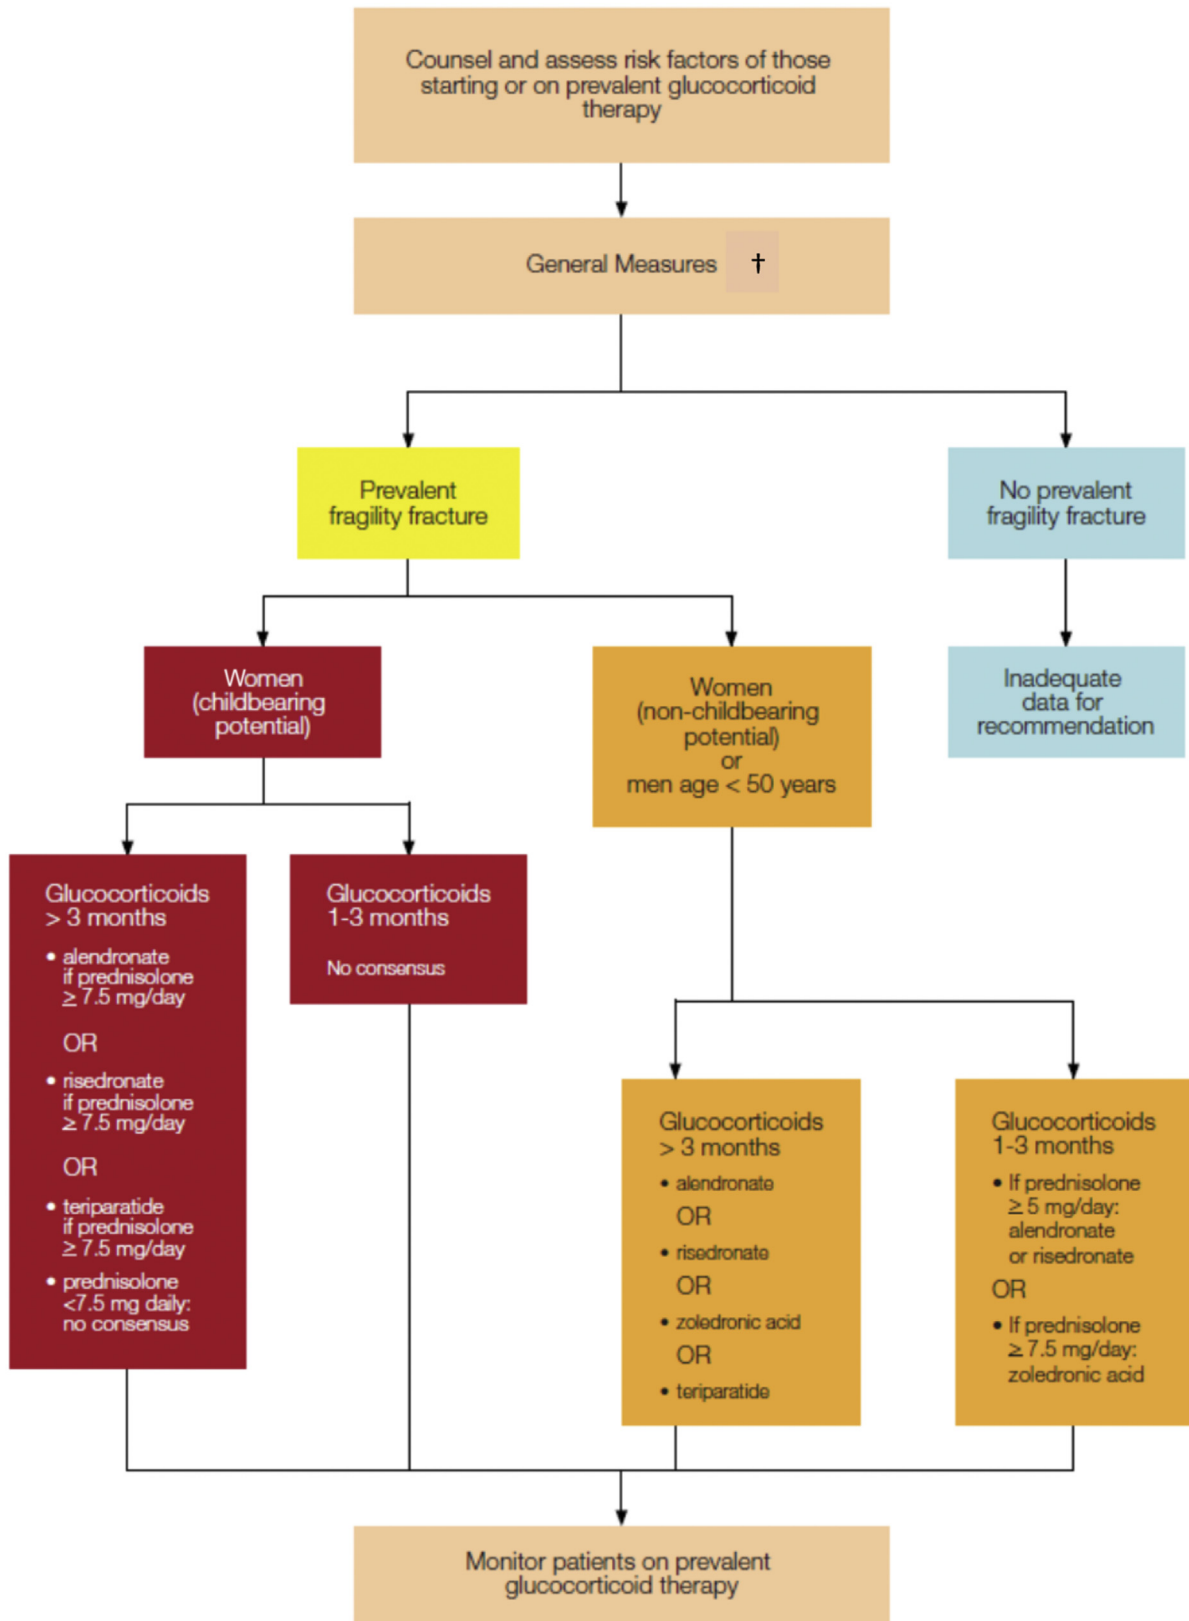 Counsel and assess risk factors of those
starting or on prevalent glucocorticoid
therapy
General Measures †
Prevalent
fragility fracture
No prevalent
fragility fracture
Women
(childbearing
potential)
Women
(non-childbearing
potential)
or
men age < 50 years
Inadequate
data for
recommendation
Glucocorticoids
> 3 months
• alendronate
if prednisolone
≥ 7.5 mg/day
OR
• risedronate
if prednisolone
≥ 7.5 mg/day
OR
• teriparatide
if prednisolone
≥ 7.5 mg/day
• prednisolone
<7.5 mg daily:
no consensus
Glucocorticoids
1-3 months
No consensus
Glucocorticoids
> 3 months
• alendronate
OR
• risedronate
OR
• zoledronic acid
OR
• teriparatide
Glucocorticoids
1-3 months
• If prednisolone
≥ 5 mg/day:
alendronate
or risedronate
OR
• If prednisolone
≥ 7.5 mg/day:
zoledronic acid
Monitor patients on prevalent
glucocorticoid therapy